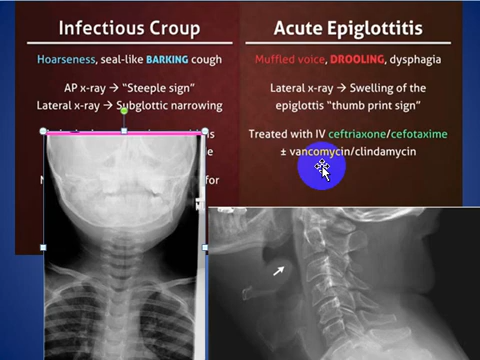 Infectious Croup
Hoarseness, seal-like BARKING cough
AP x-ray → “Steeple sign”
Lateral x-ray → Subglottic narrowing
for
Acute Epiglottitis
Muffled voice, DROOLING, dysphagia
Lateral x-ray → Swelling of the
epiglottis “thumb print sign”
Treated with IV ceftriaxone/cefotaxime
± vancomycin/clindamycin